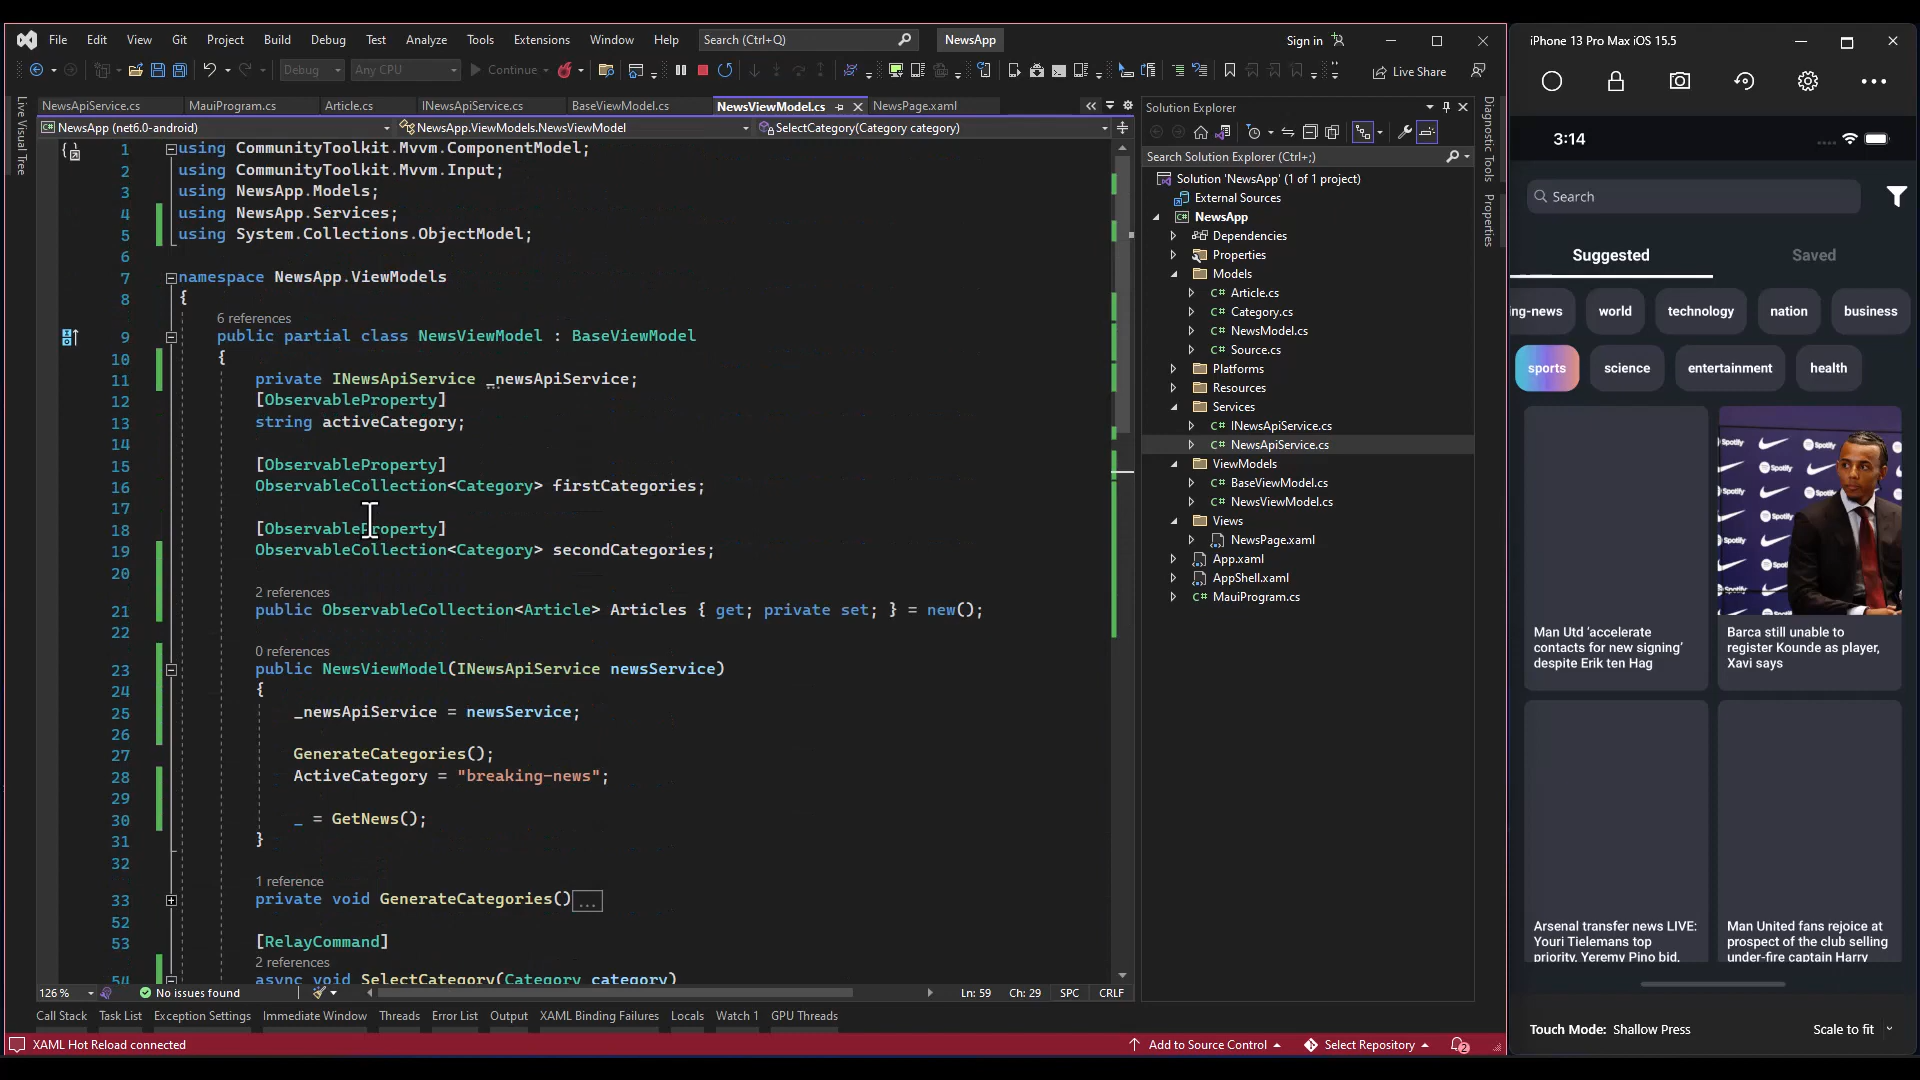 File Edit View Git Project Build Debug Test Analyze Tools Extensions Window Help Search (Ctrl+Q) NewsApp Sign in
Debug Any CPU Continue Live Share
NewsApiService.cs MauiProgram.cs Article.cs INewsApiService.cs BaseViewModel.cs NewsViewModel.cs NewsPage.xaml
NewsApp (net6.0-android) NewsApp.ViewModels.NewsViewModel SelectCategory(Category category)
Live Visual Tree
1 using CommunityToolkit.Mvvm.ComponentModel;
2 using CommunityToolkit.Mvvm.Input;
3 using NewsApp.Models;
4 using NewsApp.Services;
5 using System.Collections.ObjectModel;
6
7 namespace NewsApp.ViewModels
8 {
6 references
9 public partial class NewsViewModel : BaseViewModel
10 {
11 private INewsApiService _newsApiService;
12 [ObservableProperty]
13 string activeCategory;
14
15 [ObservableProperty]
16 ObservableCollection<Category> firstCategories;
17
18 [ObservableProperty]
19 ObservableCollection<Category> secondCategories;
20
2 references
21 public ObservableCollection<Article> Articles { get; private set; } = new();
22
0 references
23 public NewsViewModel(INewsApiService newsService)
24 {
25 _newsApiService = newsService;
26
27 GenerateCategories();
28 ActiveCategory = "breaking-news";
29
30 _ = GetNews();
31 }
32
1 reference
33 private void GenerateCategories()...
52
53 [RelayCommand]
2 references
54 async void SelectCategory(Category category)
126 % No issues found Ln: 59 Ch: 29 SPC CRLF
Call Stack Task List Exception Settings Immediate Window Threads Error List Output XAML Binding Failures Locals Watch 1 GPU Threads
XAML Hot Reload connected Add to Source Control Select Repository 2
Solution Explorer
Search Solution Explorer (Ctrl+;)
Solution 'NewsApp' (1 of 1 project)
External Sources
NewsApp
Dependencies
Properties
Models
C# Article.cs
C# Category.cs
C# NewsModel.cs
C# Source.cs
Platforms
Resources
Services
C# INewsApiService.cs
C# NewsApiService.cs
ViewModels
C# BaseViewModel.cs
C# NewsViewModel.cs
Views
NewsPage.xaml
App.xaml
AppShell.xaml
C# MauiProgram.cs
Diagnostic Tools
Properties
iPhone 13 Pro Max iOS 15.5
3:14
Search
Suggested Saved
ng-news world technology nation business
sports science entertainment health
Spotify
Man Utd ‘accelerate
contacts for new signing’
despite Erik ten Hag
Barca still unable to
register Kounde as player,
Xavi says
Arsenal transfer news LIVE:
Youri Tielemans top
priority, Yeremy Pino bid,
Man United fans rejoice at
prospect of the club selling
under-fire captain Harry
Touch Mode: Shallow Press Scale to fit